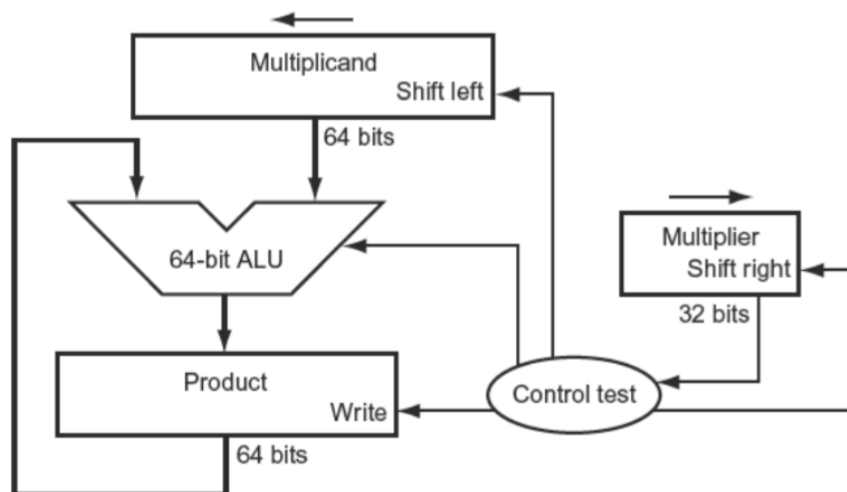 Multiplicand
Shift left
64 bits
64-bit ALU
Multiplier
Shift right
32 bits
Product
Write
Control test
64 bits